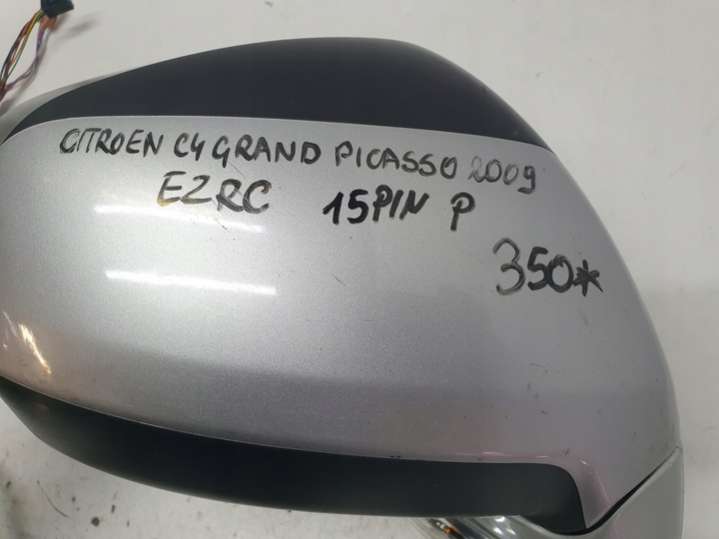 CITROEN C4 GRAND PICASSO 2009
EZRC 15PIN P
350*